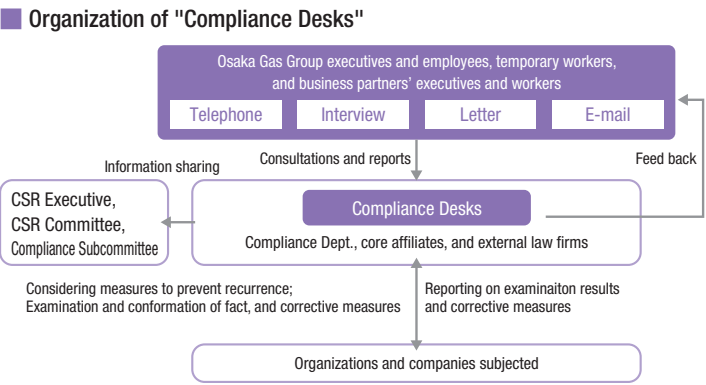 Organization of "Compliance Desks"
Osaka Gas Group executives and employees, temporary workers,
and business partners' executives and workers
Telephone
Interview
Letter
E-mail
Information sharing
Consultations and reports
Feed back
CSR Executive,
CSR Committee,
Compliance Subcommittee
Compliance Desks
Compliance Dept., core affiliates, and external law firms
Considering measures to prevent recurrence;
Examination and conformation of fact, and corrective measures
Reporting on examinaiton results
and corrective measures
Organizations and companies subjected